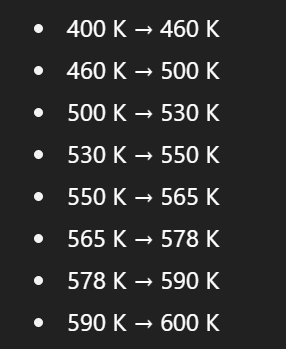 • 400 K → 460 K
• 460 K → 500 K
• 500 K → 530 K
• 530 K → 550 K
• 550 K → 565 K
• 565 K → 578 K
• 578 K → 590 K
• 590 K → 600 K